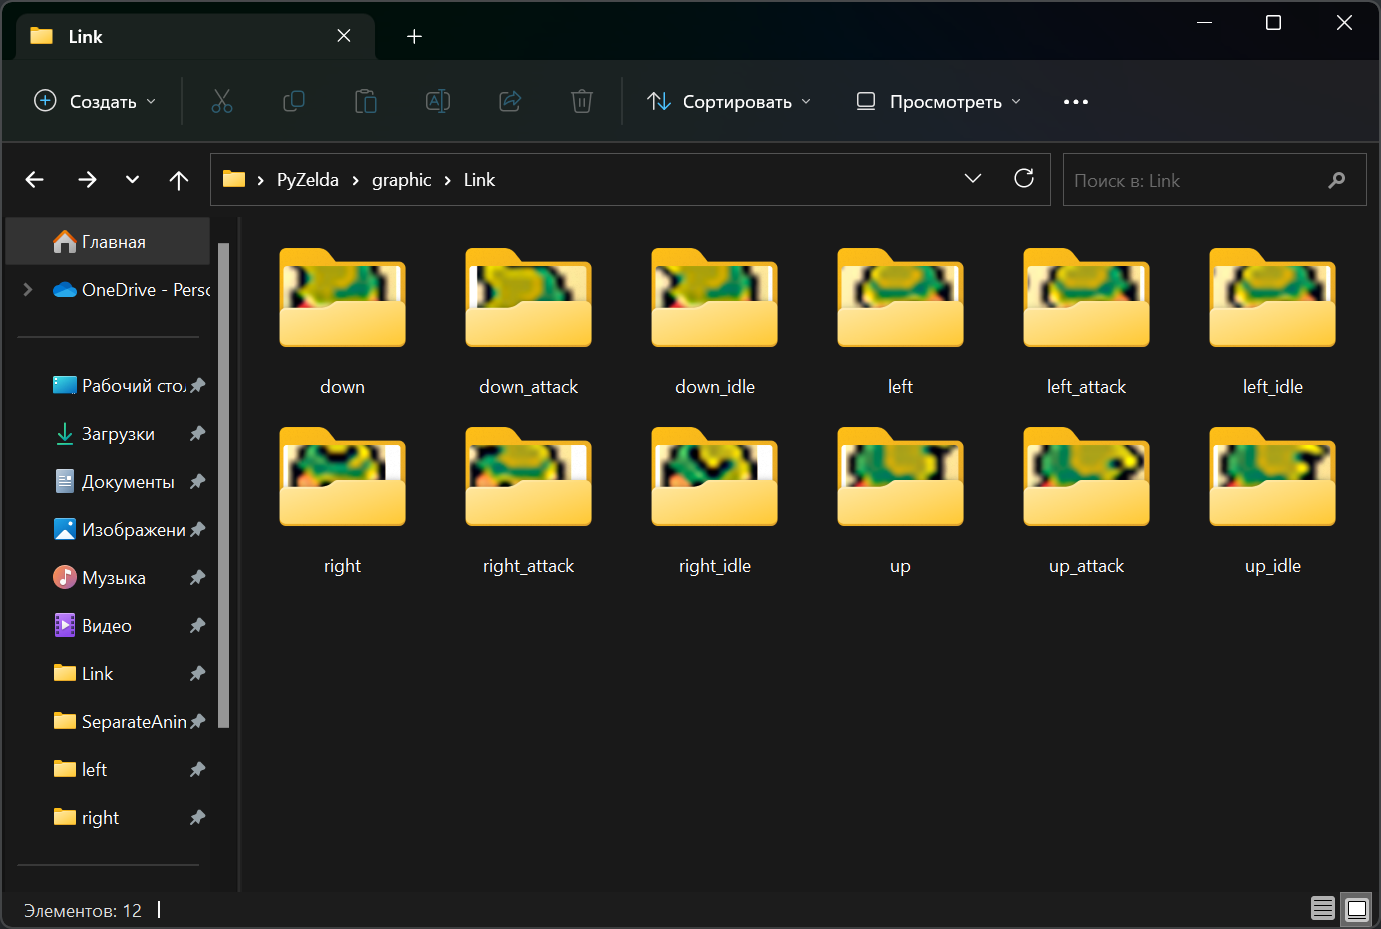 Link
Создать
Сортировать
Просмотреть
PyZelda
graphic
Link
Поиск в: Link
Главная
OneDrive - Persc
Рабочий сто
Загрузки
Документы
Изображени
Музыка
Видео
Link
SeparateAnin
left
right
down
down_attack
down_idle
left
left_attack
left_idle
right
right_attack
right_idle
up
up_attack
up_idle
Элементов: 12